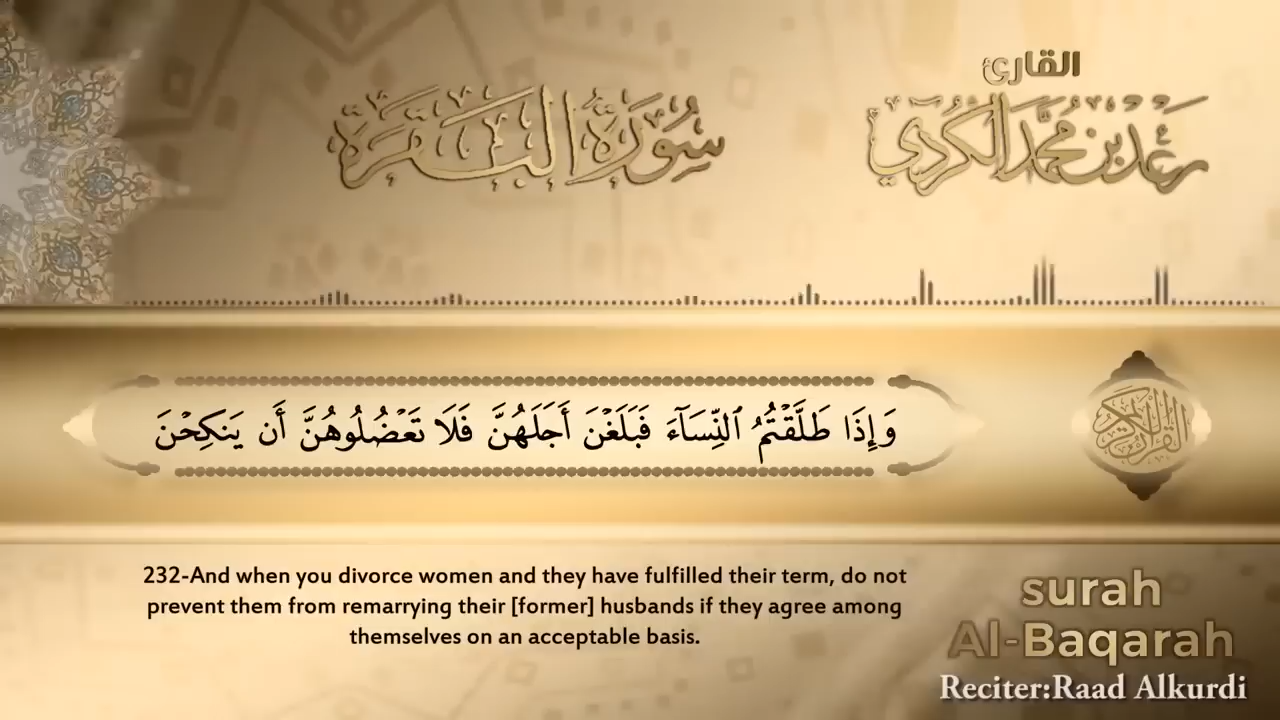 القارئ
رعد بن محمد الكردي
سُورَةُ البَقَرَةِ
وَإِذَا طَلَّقْتُمُ ٱلنِّسَآءَ فَبَلَغْنَ أَجَلَهُنَّ فَلَا تَعْضُلُوهُنَّ أَن يَنكِحْنَ
القرآن الكريم
232-And when you divorce women and they have fulfilled their term, do not
prevent them from remarrying their [former] husbands if they agree among
themselves on an acceptable basis.
surah
Al-Baqarah
Reciter:Raad Alkurdi